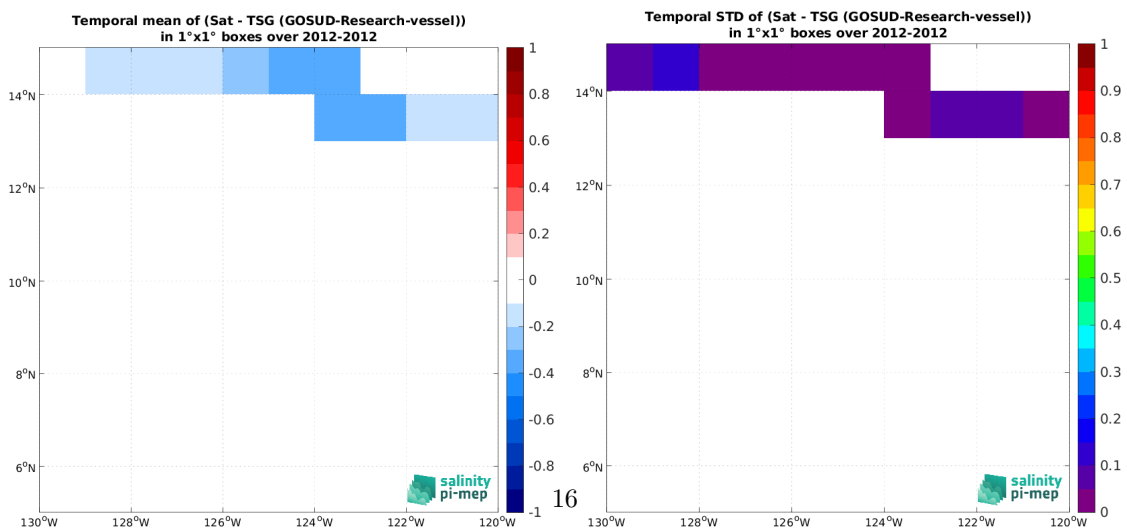 Temporal mean of (Sat - TSG (GOSUD-Research-vessel))
in 1°x1° boxes over 2012-2012
14°N
12°N
10°N
8°N
6°N
130°W 128°W 126°W 124°W 122°W 120°W
1
0.8
0.6
0.4
0.2
0
-0.2
-0.4
-0.6
-0.8
-1
salinity
pi-mep
16
Temporal STD of (Sat - TSG (GOSUD-Research-vessel))
in 1°x1° boxes over 2012-2012
14°N
12°N
10°N
8°N
6°N
130°W 128°W 126°W 124°W 122°W 120°W
1
0.9
0.8
0.7
0.6
0.5
0.4
0.3
0.2
0.1
0
salinity
pi-mep